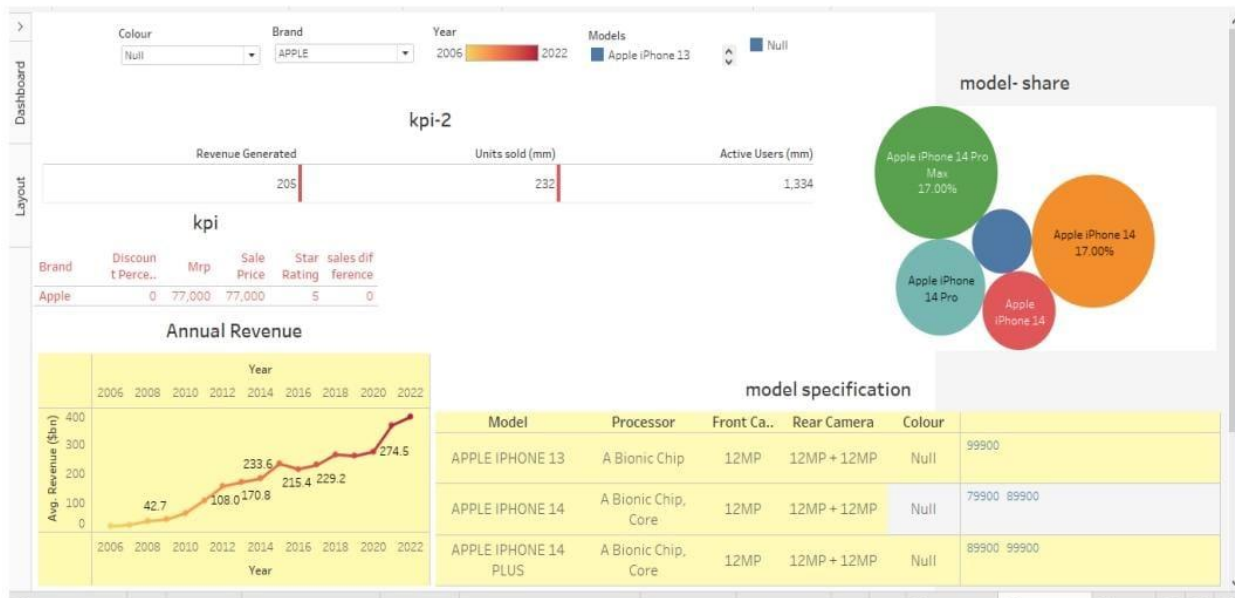 Colour
Brand
Year
Models
Null
APPLE
2006
2022
Apple iPhone 13
Null
Dashboard
Layout
model- share
kpi-2
Revenue Generated Units sold (mm) Active Users (mm)
205 232 1,334
Apple iPhone 14 Pro
Max
17.00%
Apple iPhone 14
17.00%
Apple iPhone
14 Pro
Apple
iPhone 14
kpi
Brand Discoun Mrp Sale Star sales dif
t Perce.. Price Rating ference
Apple 0 77,000 77,000 5 0
Annual Revenue
Year
2006 2008 2010 2012 2014 2016 2018 2020 2022
Avg. Revenue ($bn)
400
300
200
100
0
42.7
108.0
170.8
233.6
215.4
229.2
274.5
2006 2008 2010 2012 2014 2016 2018 2020 2022
Year
model specification
Model Processor Front Ca.. Rear Camera Colour
APPLE IPHONE 13 A Bionic Chip 12MP 12MP + 12MP Null 99900
APPLE IPHONE 14 A Bionic Chip, 12MP 12MP + 12MP Null 79900 89900
Core
APPLE IPHONE 14 A Bionic Chip, 12MP 12MP + 12MP Null 89900 99900
PLUS Core